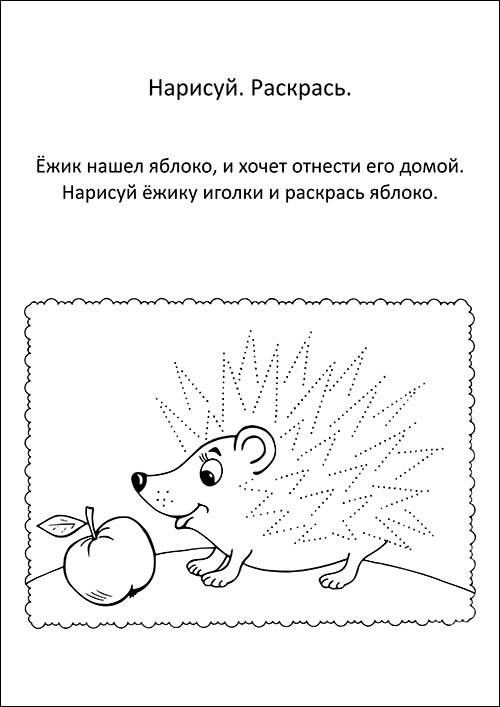 Нарисуй. Раскрась.
Ёжик нашел яблоко, и хочет отнести его домой.
Нарисуй ёжику иголки и раскрась яблоко.